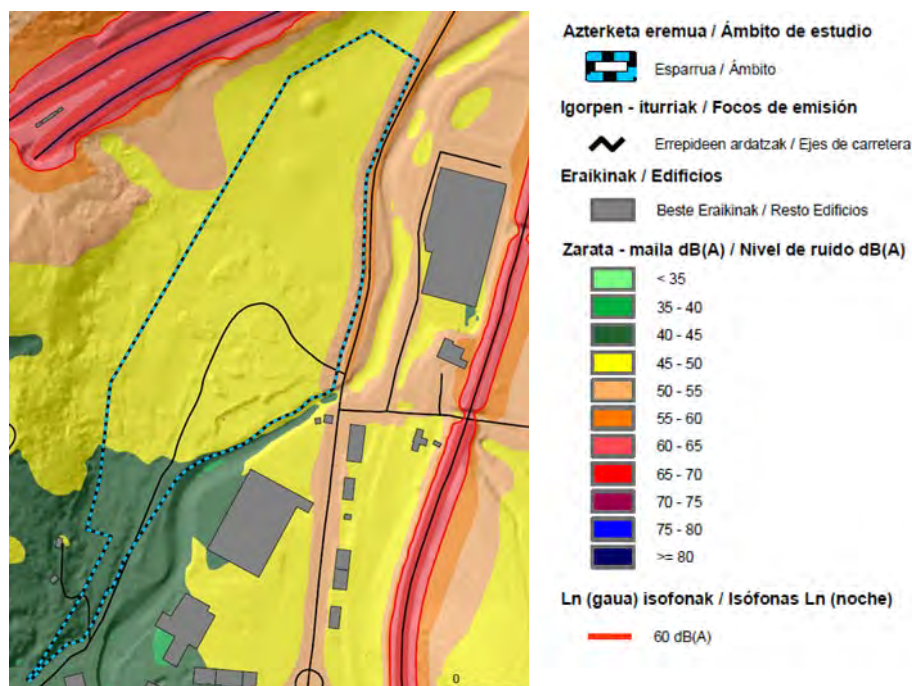 Azterketa eremua / Ámbito de estudio
Esparrua / Ámbito
Igorpen - iturriak / Focos de emisión
Errepideen ardatzak / Ejes de carretera
Eraikinak / Edificios
Beste Eraikinak / Resto Edificios
Zarata - maila dB(A) / Nivel de ruido dB(A)
< 35
35 - 40
40 - 45
45 - 50
50 - 55
55 - 60
60 - 65
65 - 70
70 - 75
75 - 80
>= 80
Ln (gaua) isofonak / Isófonas Ln (noche)
60 dB(A)
0